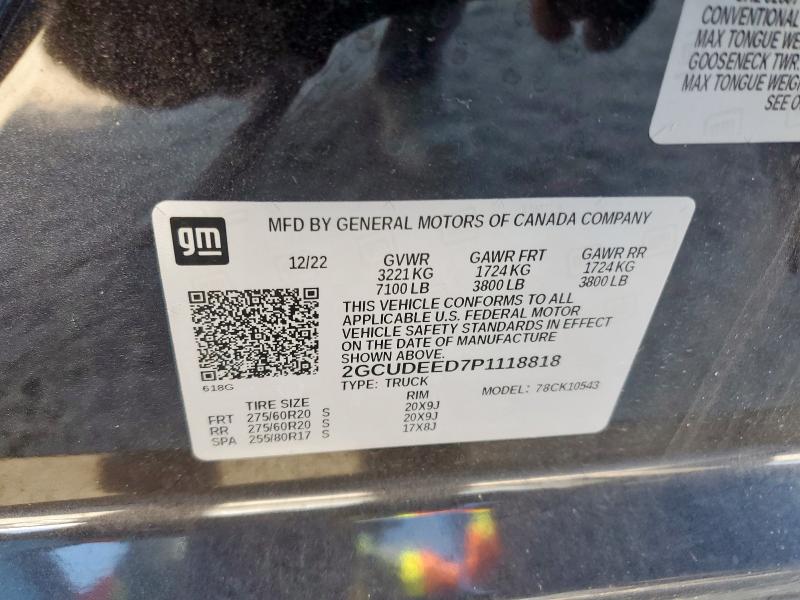 CONVENTIONAL
MAX TONGUE WE
GOOSENECK TWR,
MAX TONGUE WEIGH
SEE O
gm
MFD BY GENERAL MOTORS OF CANADA COMPANY
12/22 GVWR GAWR FRT GAWR RR
3221 KG 1724 KG 1724 KG
7100 LB 3800 LB 3800 LB
THIS VEHICLE CONFORMS TO ALL
APPLICABLE U.S. FEDERAL MOTOR
VEHICLE SAFETY STANDARDS IN EFFECT
ON THE DATE OF MANUFACTURE
SHOWN ABOVE.
2GCUDEED7P1118818
618G TYPE: TRUCK MODEL: 78CK10543
TIRE SIZE RIM
FRT 275/60R20 S 20X9J
RR 275/60R20 S 20X9J
SPA 255/80R17 S 17X8J